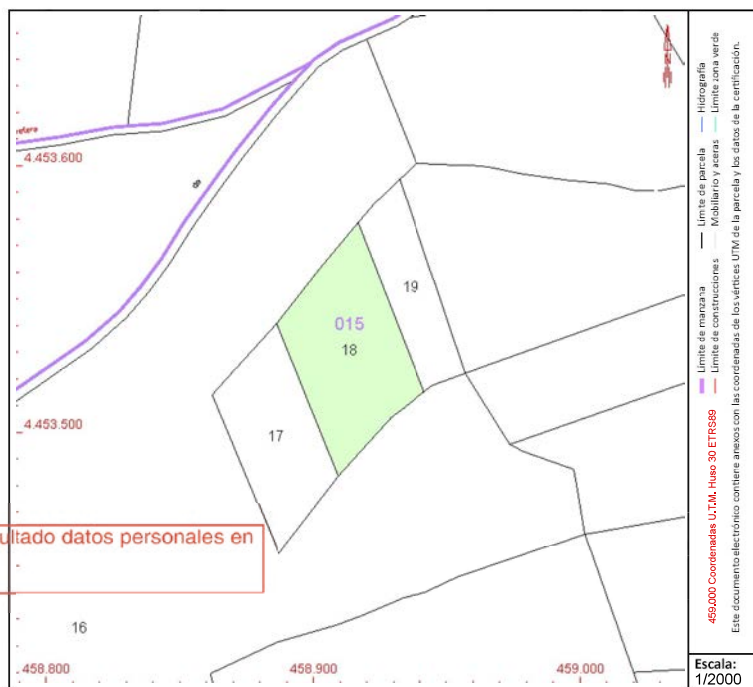 4.453.600
19
015
18
17
4.453.500
ultado datos personales en
16
458.800
458.900
459.000
459.000 Coordenadas U.T.M. Huso 30 ETRS89
Límite de manzana
Límite de parcela
Hidrografía
Límite de construcciones
Mobiliario y aceras
Límite zona verde
Este documento electrónico contiene anexos con las coordenadas de los vértices UTM de la parcela y los datos de la certificación.
Escala:
1/2000